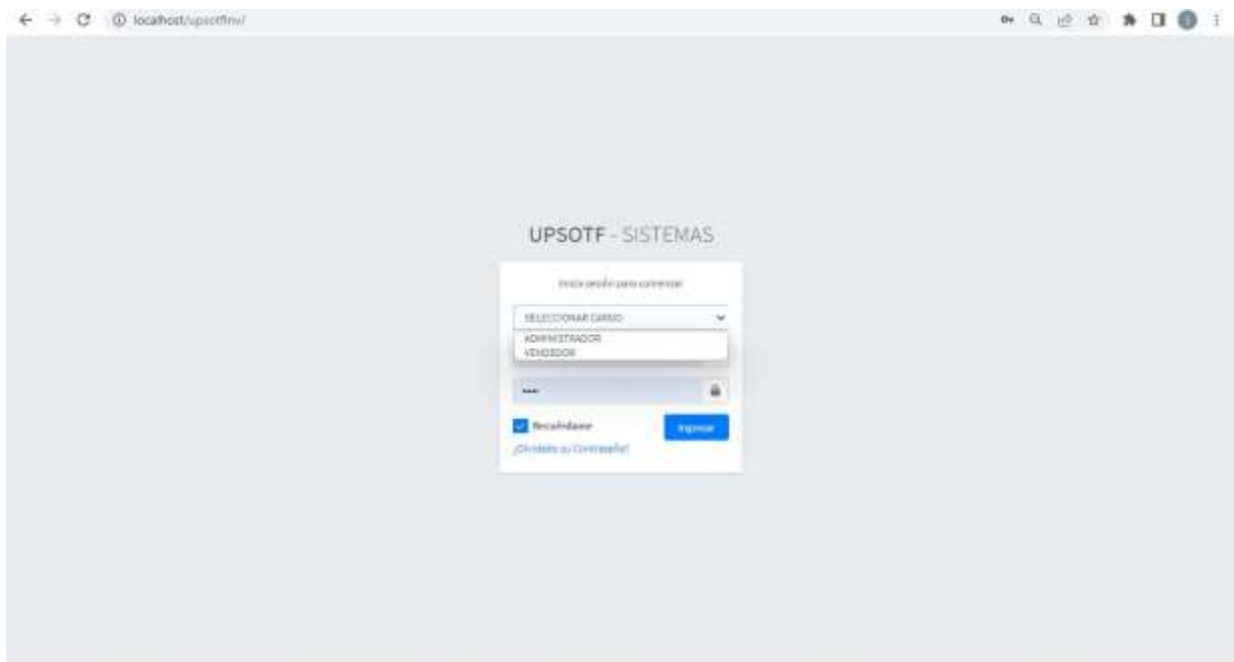 localhost/upsotfinv/
UPSOTF - SISTEMAS
Inicia sesión para comenzar
SELECCIONAR CARGO
ADMINISTRADOR
VENDEDOR
Recuérdame
Ingresar
¿Olvidaste su Contraseña?